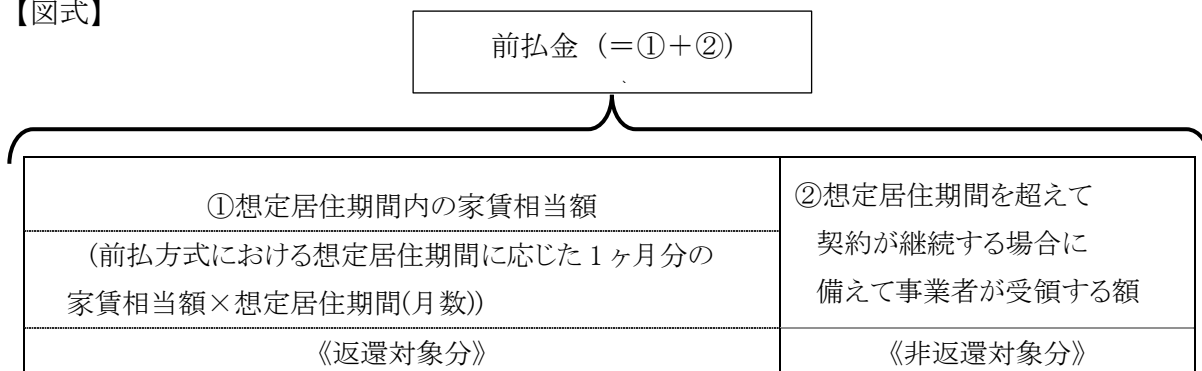 【図式】
前払金 (=①+②)
①想定居住期間内の家賃相当額
(前払方式における想定居住期間に応じた1ヶ月分の
家賃相当額×想定居住期間(月数))
《返還対象分》
②想定居住期間を超えて
契約が継続する場合に
備えて事業者が受領する額
《非返還対象分》